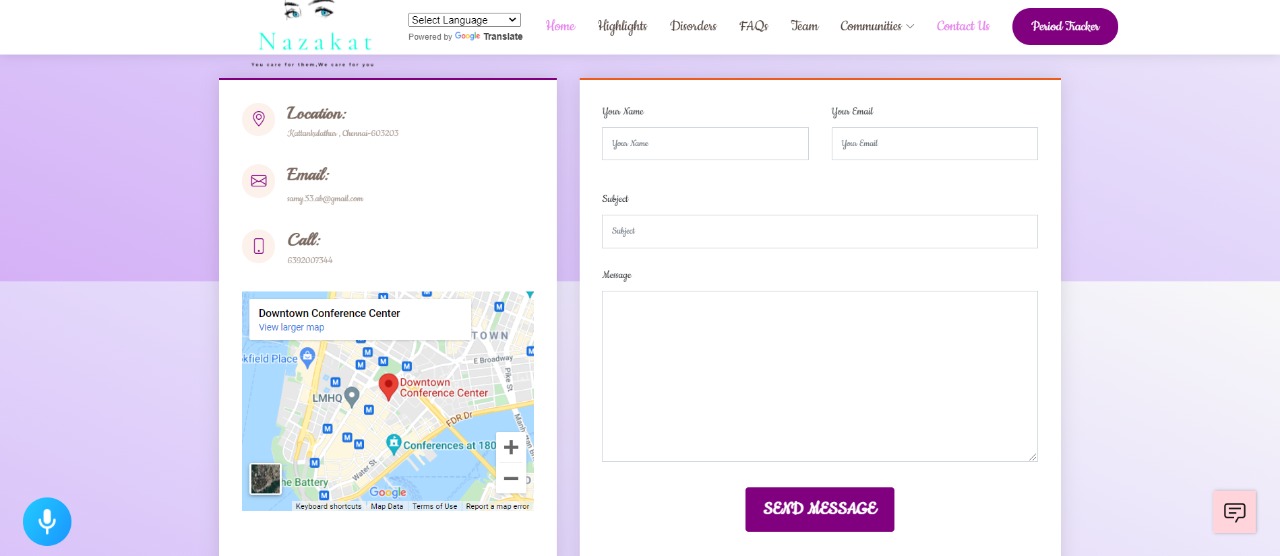 Nazakat
You care for them,We care for you
Select Language
Powered by Google Translate
Home
Highlights
Disorders
FAQs
Team
Communities
Contact Us
Period Tracker
Location:
Kattankulathur , Chennai-603203
Email:
samy.53.ab@gmail.com
Call:
6392007344
Downtown Conference Center
View larger map
TOWN
kfield Place
E Broadway
Pike St
Downtown
Conference Center
LMHQ
FDR Dr
Conferences at 180
Water St
he Battery
Google
Keyboard shortcuts
Map Data
Terms of Use
Report a map error
Your Name
Your Email
Your Name
Your Email
Subject
Subject
Message
SEND MESSAGE